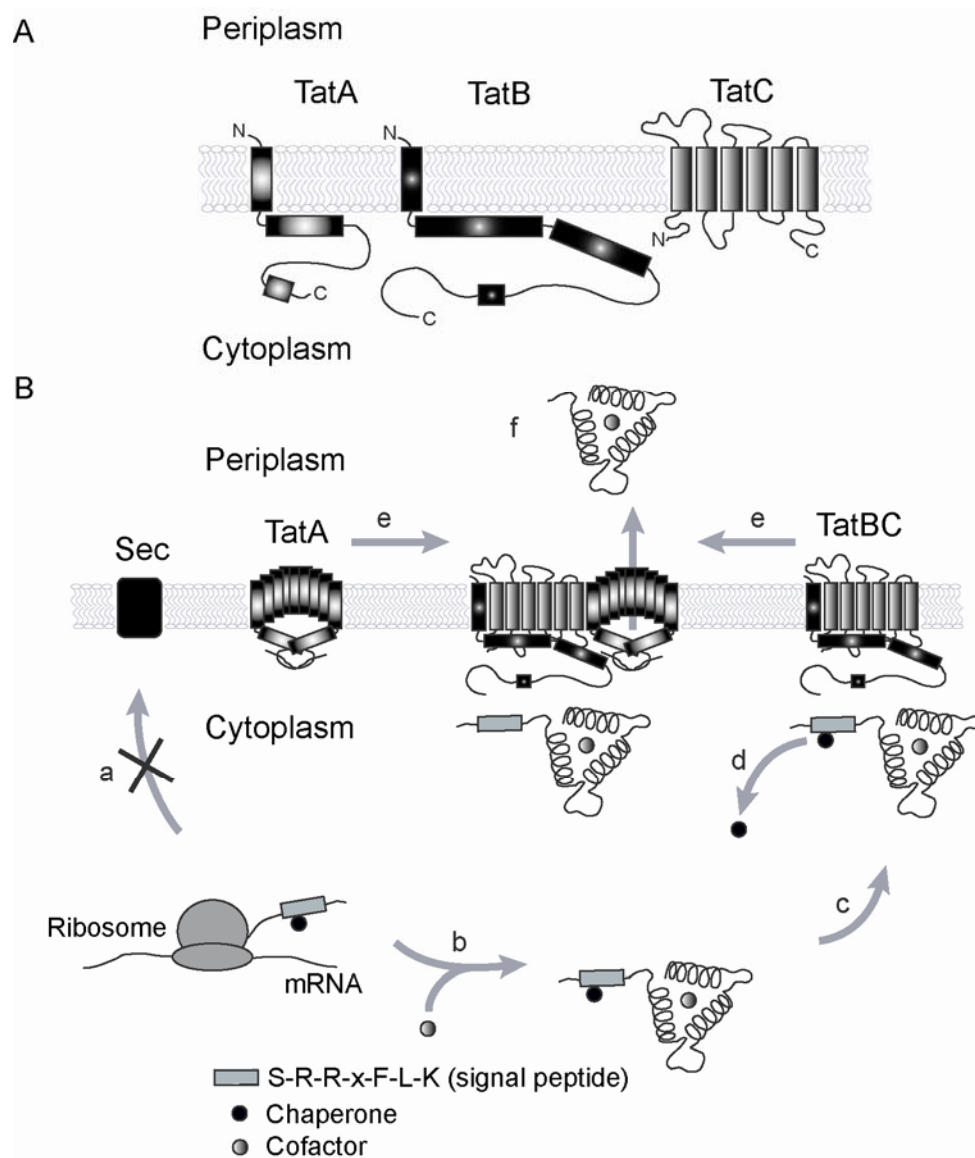 A
Periplasm
TatA
TatB
TatC
N
N
N
C
C
C
Cytoplasm
B
f
Periplasm
e
e
TatA
TatBC
Sec
Cytoplasm
a
d
c
Ribosome
b
mRNA
S-R-R-x-F-L-K (signal peptide)
Chaperone
Cofactor